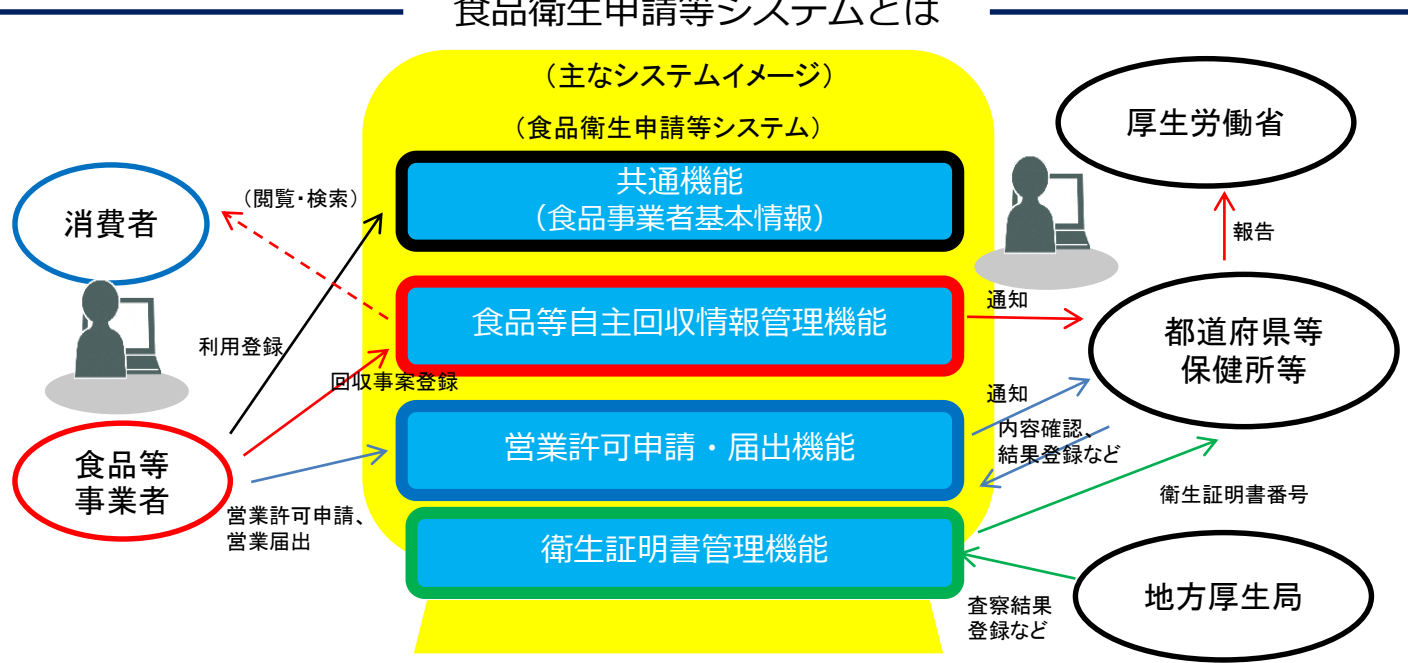 食品衛生申請等システムとは
（主なシステムイメージ）
（食品衛生申請等システム）
共通機能
（食品事業者基本情報）
食品等自主回収情報管理機能
営業許可申請・届出機能
衛生証明書管理機能
消費者
（閲覧・検索）
利用登録
回収事案登録
食品等
事業者
営業許可申請、
営業届出
厚生労働省
報告
通知
都道府県等
保健所等
通知
内容確認、
結果登録など
衛生証明書番号
地方厚生局
査察結果
登録など